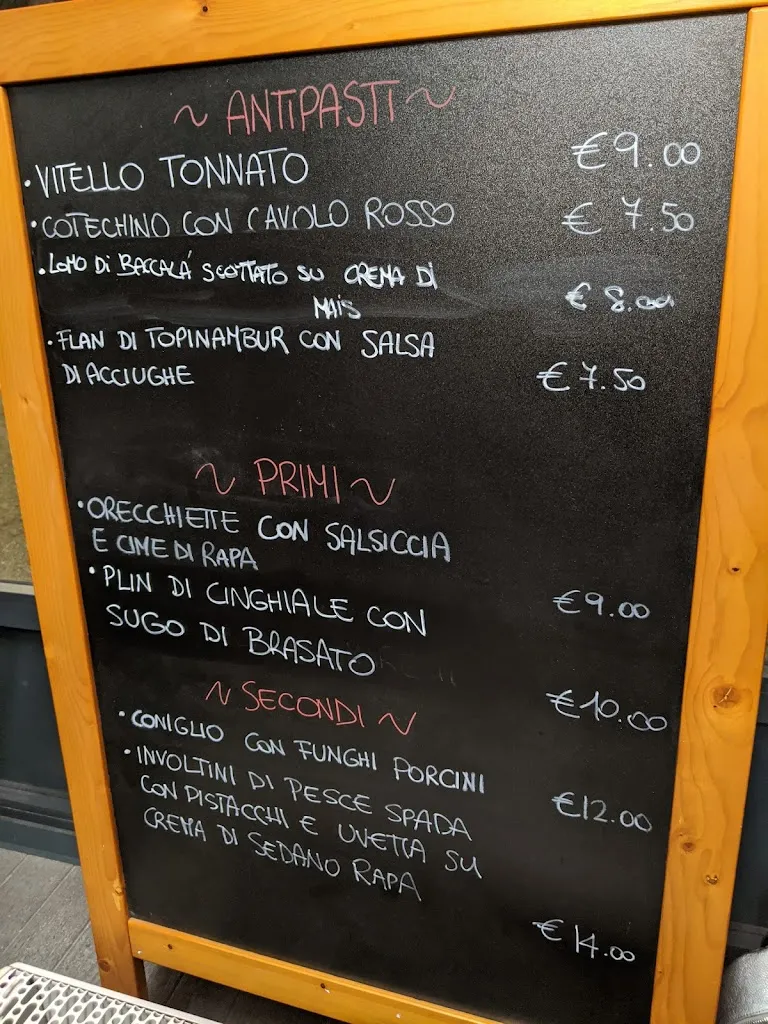 ~ ANTIPASTI ~
• VITELLO TONNATO €9.00
• COTECHINO CON CAVOLO ROSSO € 7.50
• LOMO DI BACCALÁ SCOTTATO SU CREMA DI
MAIS € 8.00
• FLAN DI TOPINAMBUR CON SALSA
DI ACCIUGHE € 7.50
~ PRIMI ~
• ORECCHIETTE CON SALSICCIA
E CIME DI RAPA €9.00
• PLIN DI CINGHIALE CON
SUGO DI BRASATO €10.00
~ SECONDI ~
• CONIGLIO CON FUNGHI PORCINI €12.00
• INVOLTINI DI PESCE SPADA
CON PISTACCHI E UVETTA SU
CREMA DI SEDANO RAPA €14.00